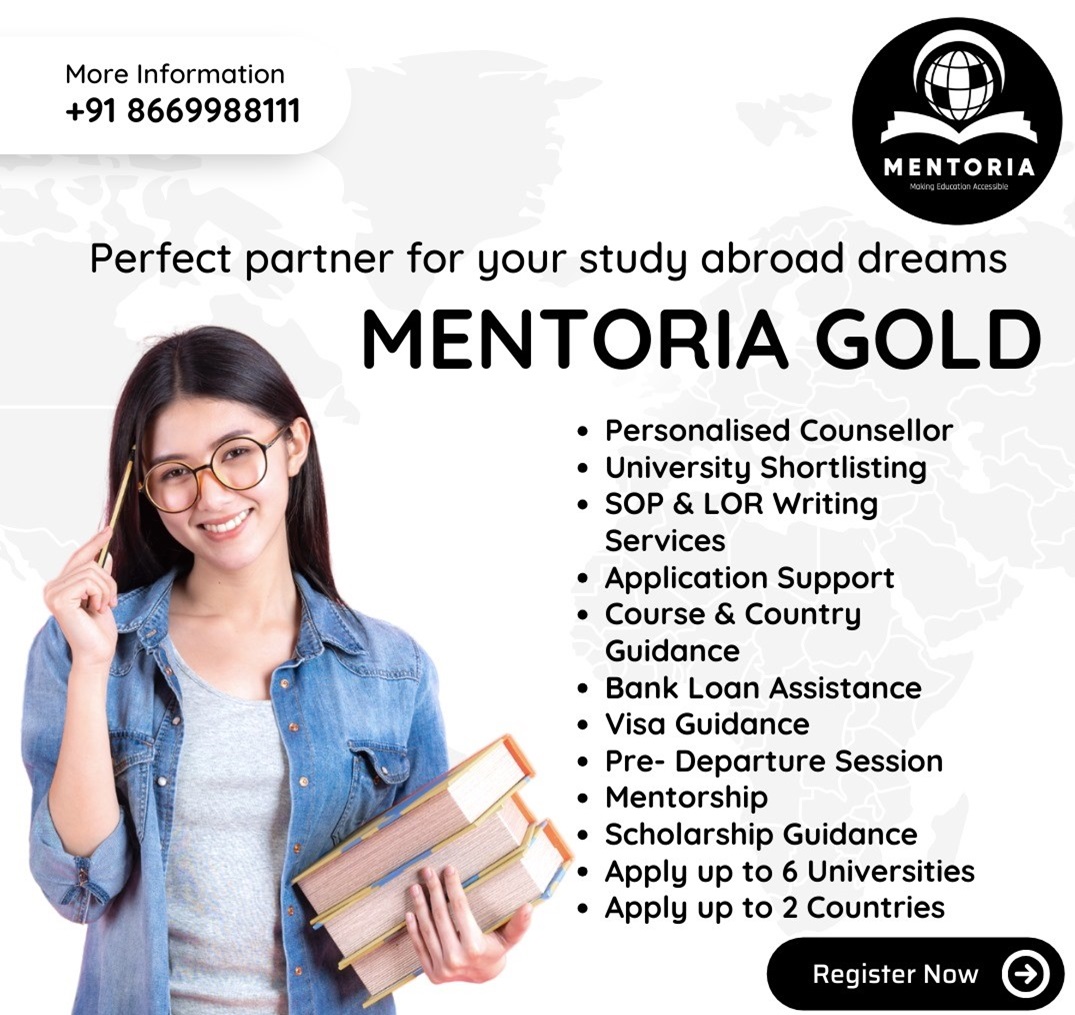 More Information
+91 8669988111
MENTORIA
Making Education Accessible
Perfect partner for your study abroad dreams
MENTORIA GOLD
• Personalised Counsellor
• University Shortlisting
• SOP & LOR Writing
Services
• Application Support
• Course & Country
Guidance
• Bank Loan Assistance
• Visa Guidance
• Pre- Departure Session
• Mentorship
• Scholarship Guidance
• Apply up to 6 Universities
• Apply up to 2 Countries
Register Now